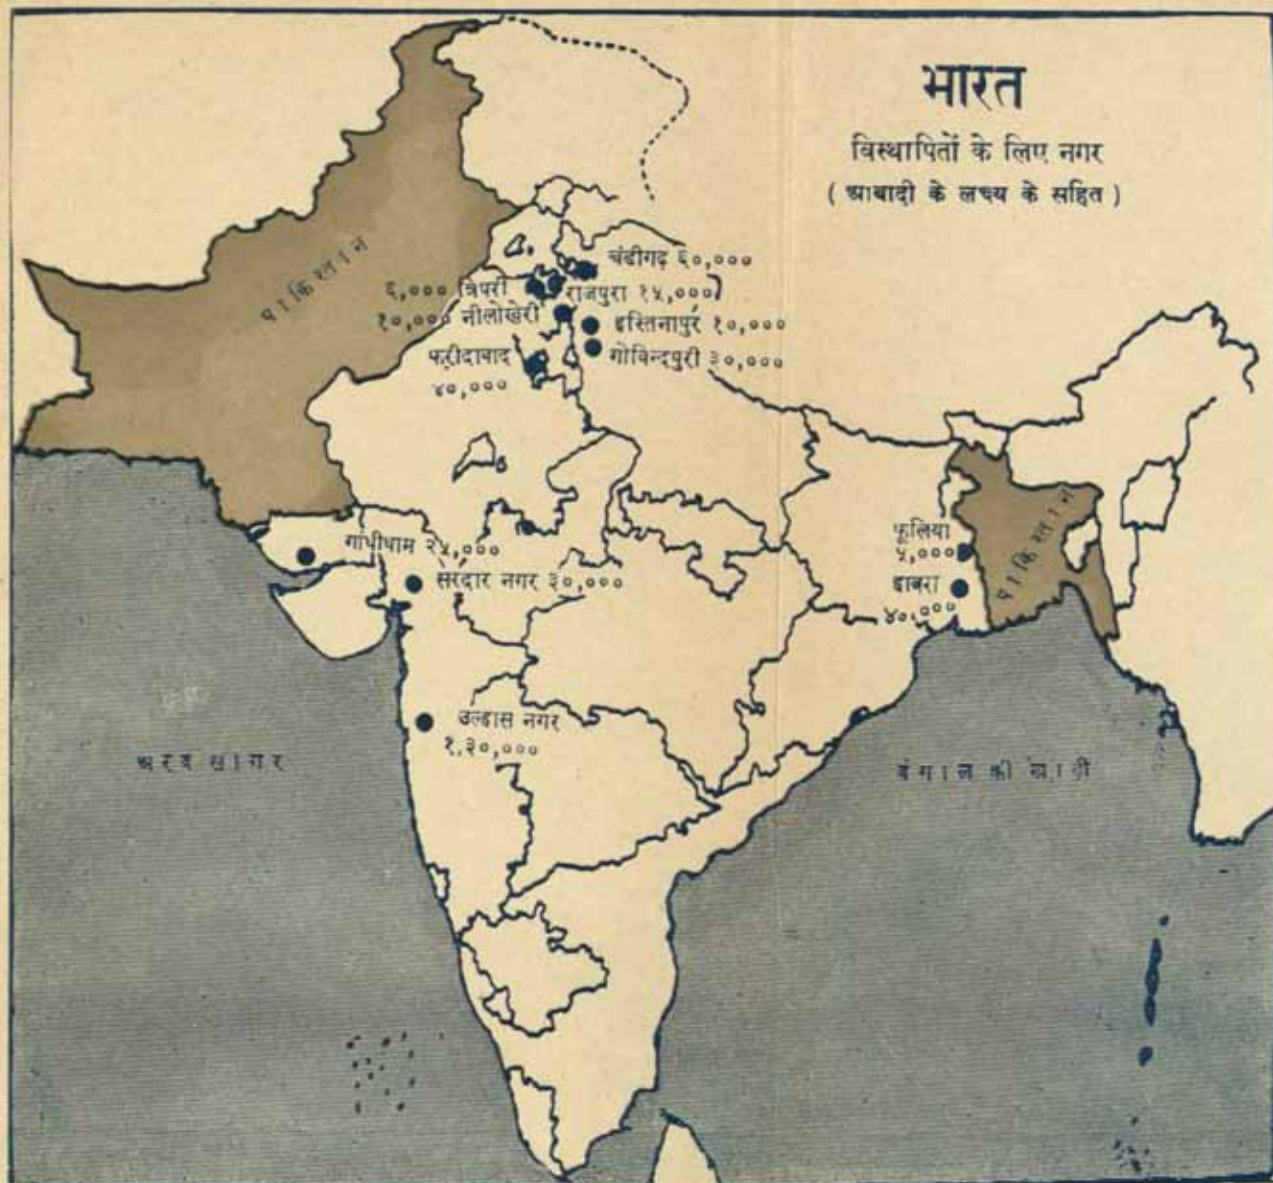 भारत
विस्थापितों के लिए नगर
( आबादी के लक्ष्य के सहित )
पाकिस्तान
चंडीगढ़ ६०,०००
६,००० त्रिपरी
राजपुरा १५,०००
१०,००० नीलोखेरी
हस्तिनापुर १०,०००
गोविन्दपुरी ३०,०००
फरीदाबाद
४०,०००
गांधीधाम २५,०००
सरदार नगर ३०,०००
फूलिया
५,०००
पाकिस्तान
हाबरा
४०,०००
उल्हास नगर
१,३०,०००
अरब सागर
बंगाल की खाड़ी